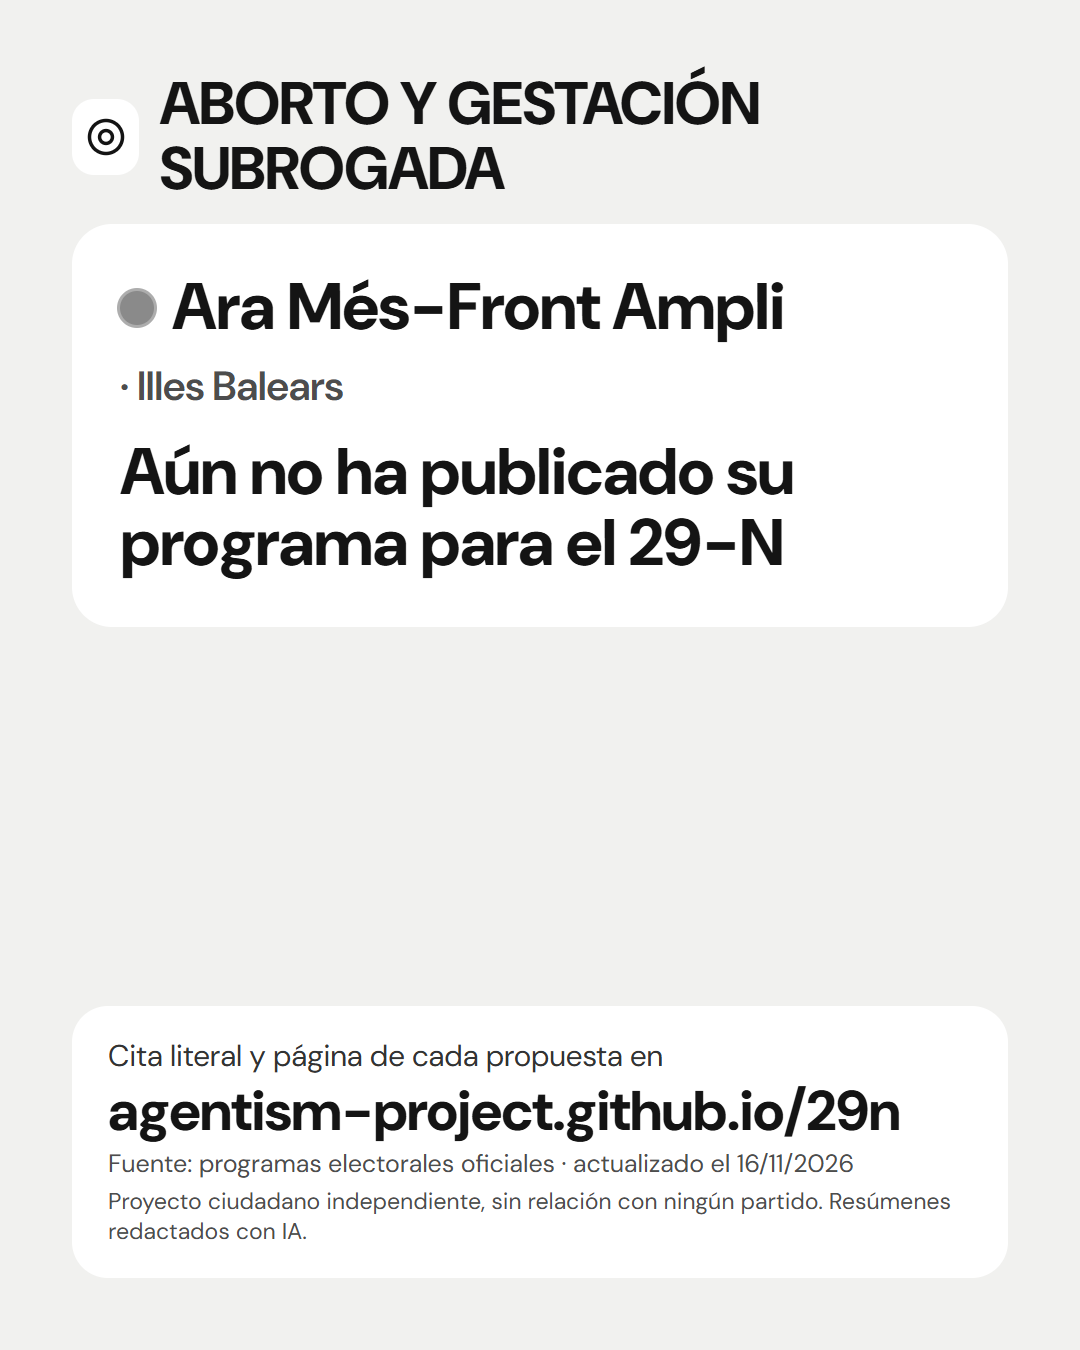 ABORTO Y GESTACIÓN
SUBROGADA
Ara Més-Front Ampli
· Illes Balears
Aún no ha publicado su
programa para el 29-N
Cita literal y página de cada propuesta en
agentism-project.github.io/29n
Fuente: programas electorales oficiales · actualizado el 16/11/2026
Proyecto ciudadano independiente, sin relación con ningún partido. Resúmenes
redactados con IA.